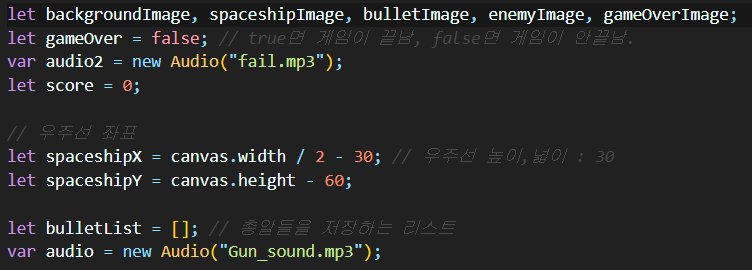 let backgroundImage, spaceshipImage, bulletImage, enemyImage, gameOverImage;
let gameOver = false; // true면 게임이 끝남, false면 게임이 안끝남.
var audio2 = new Audio("fail.mp3");
let score = 0;
// 우주선 좌표
let spaceshipX = canvas.width / 2 - 30; // 우주선 높이,넓이 : 30
let spaceshipY = canvas.height - 60;
let bulletList = []; // 총알들을 저장하는 리스트
var audio = new Audio("Gun_sound.mp3");